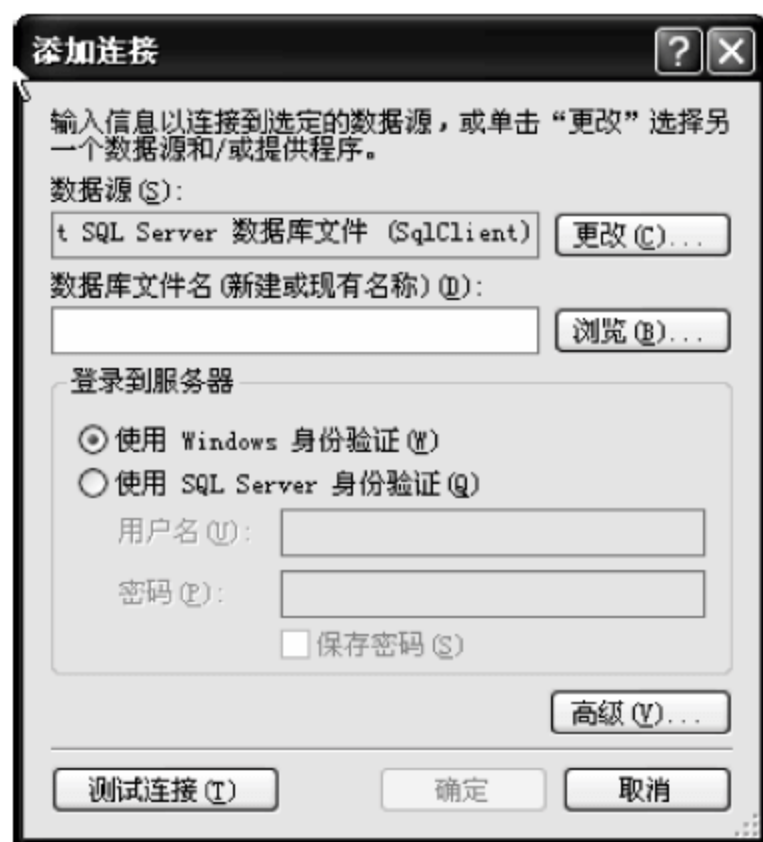 添加连接
输入信息以连接到选定的数据源，或单击“更改”选择另
一个数据源和/或提供程序。
数据源(S):
t SQL Server 数据库文件 (SqlClient)
更改(C)...
数据库文件名(新建或现有名称)(D):
浏览(B)...
登录到服务器
使用 Windows 身份验证(W)
使用 SQL Server 身份验证(Q)
用户名(U):
密码(P):
保存密码(S)
高级(V)...
测试连接(T)
确定
取消